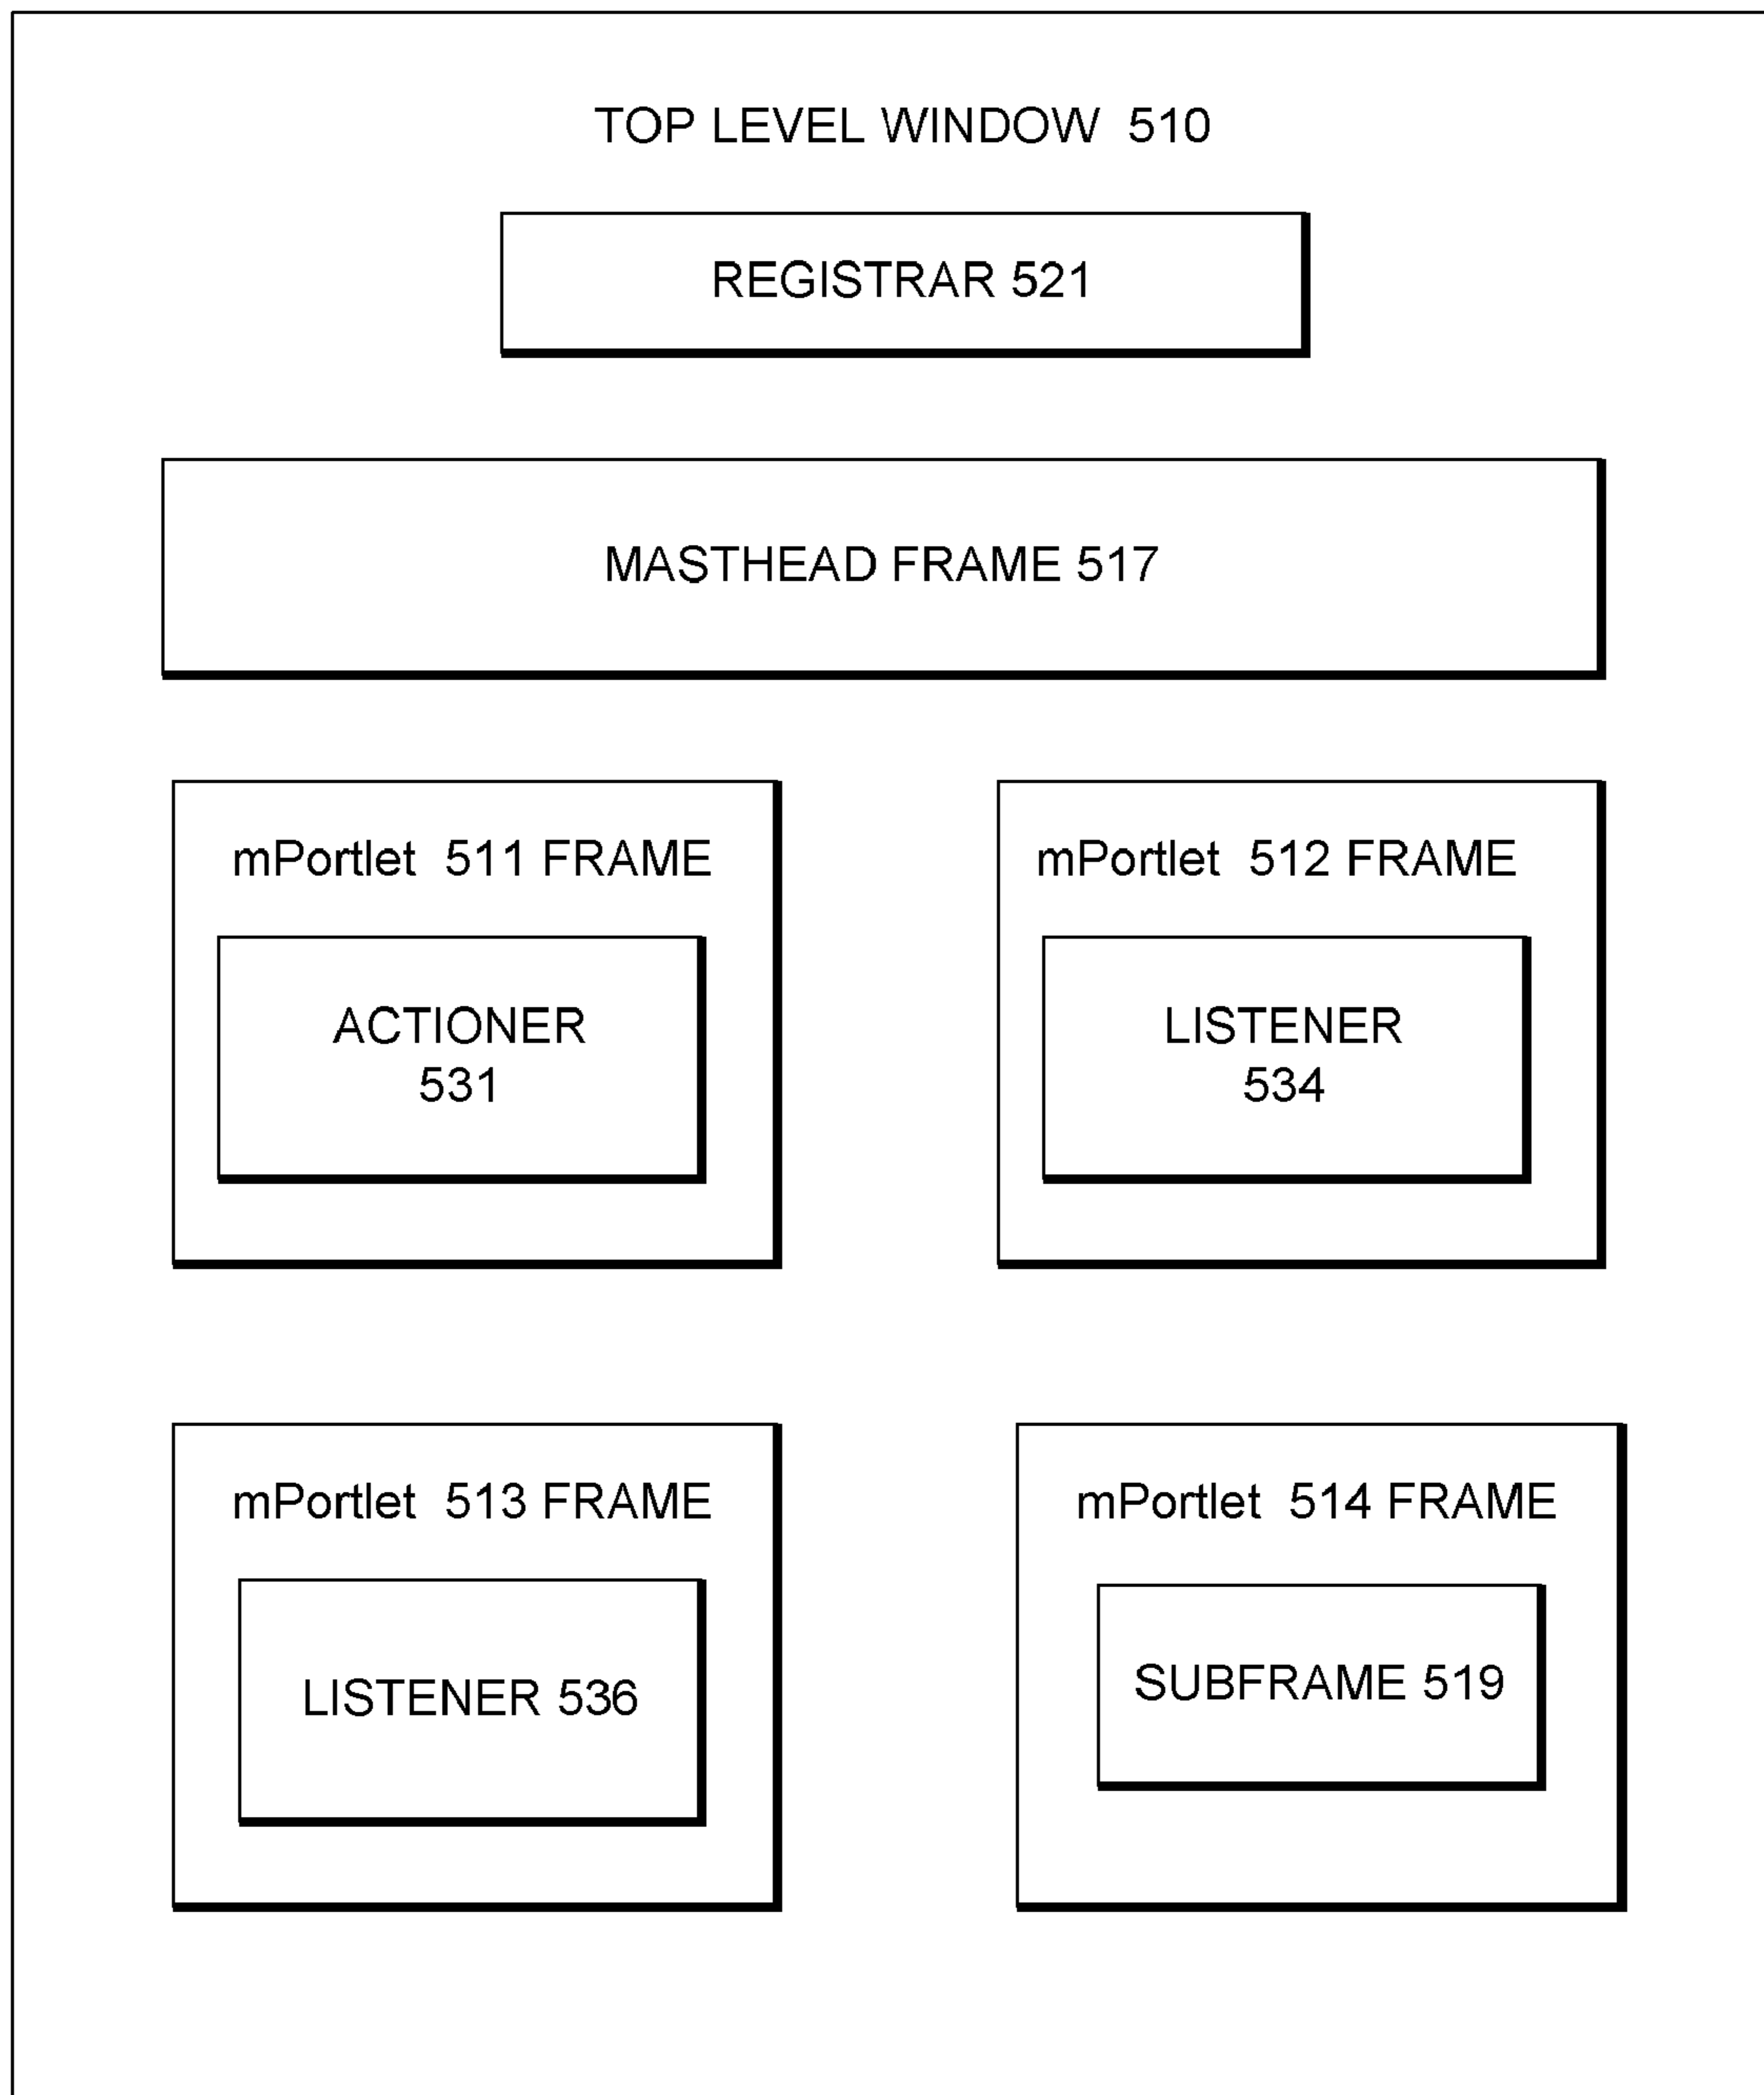 TOP LEVEL WINDOW 510
REGISTRAR 521
MASTHEAD FRAME 517
mPortlet 511 FRAME
ACTIONER
531
mPortlet 512 FRAME
LISTENER
534
mPortlet 513 FRAME
LISTENER 536
mPortlet 514 FRAME
SUBFRAME 519